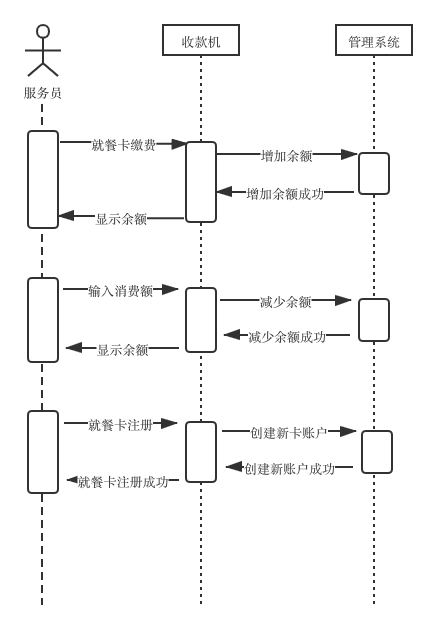 收款机
管理系统
服务员
就餐卡缴费
增加余额
增加余额成功
显示余额
输入消费额
减少余额
减少余额成功
显示余额
就餐卡注册
创建新卡账户
创建新账户成功
就餐卡注册成功